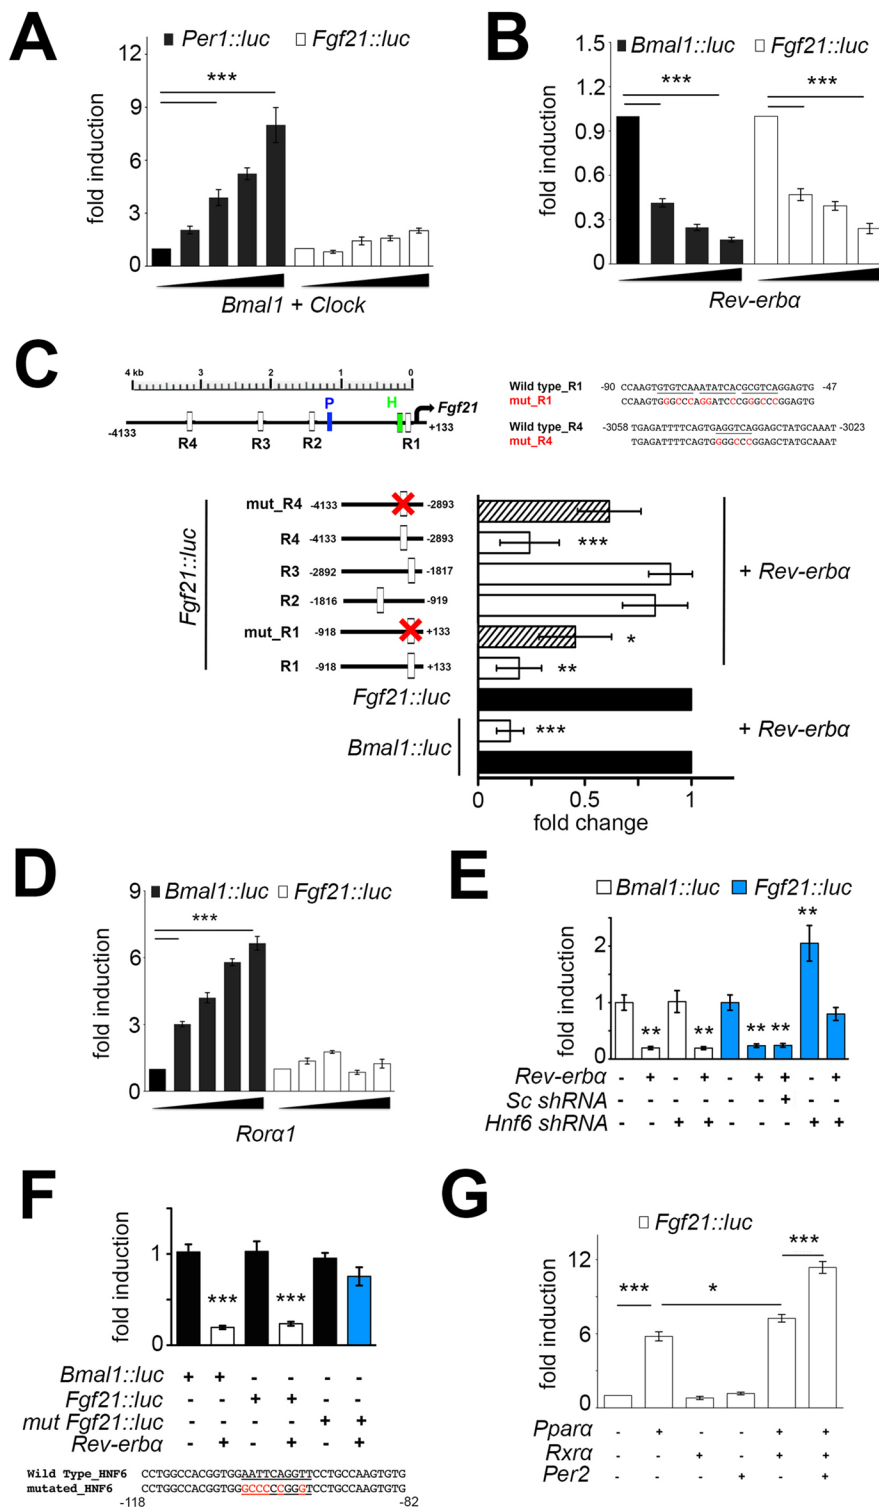 A
Per1::luc Fgf21::luc
12
9
6
3
0
fold induction
***
Bmal1 + Clock
B
Bmal1::luc Fgf21::luc
1.5
1.2
0.9
0.6
0.3
0
fold induction
*** ***
Rev-erbα
C
4 kb 3 2 1 0
P H Fgf21
-4133 R4 R3 R2 R1 +133
Wild type_R1 -90 CCAAGTGTGTCAAATATCACGCGTCAGGAGTG -47
mut_R1 CCAAGTGGGCCCAGGATCCCGGGCCCGGAGTG
Wild type_R4 -3058 TGAGATTTTCAGTGAGGTCAGGAGCTATGCAAAT -3023
mut_R4 TGAGATTTTCAGTGGGGCCCGGAGCTATGCAAAT
Fgf21::luc
mut_R4 -4133 -2893
R4 -4133 -2893 ***
R3 -2892 -1817
R2 -1816 -919
mut_R1 -918 +133 *
R1 -918 +133 **
+ Rev-erbα
Fgf21::luc
Bmal1::luc *** + Rev-erbα
0 0.5 1
fold change
D
Bmal1::luc Fgf21::luc
9
6
3
0
fold induction
***
Rorα1
E
Bmal1::luc Fgf21::luc
2
1
0
fold induction
** ** ** ** **
Rev-erbα - + - + - + + - +
Sc shRNA - - - - - - + - -
Hnf6 shRNA - - + + - - - + +
F
1
0
fold induction
*** ***
Bmal1::luc + + - - - -
Fgf21::luc - - + + - -
mut Fgf21::luc - - - - + +
Rev-erbα - + - + - +
Wild Type_HNF6 CCTGGCCACGGTGGAATTCAGGTTCCTGCCAAGTGTG
mutated_HNF6 CCTGGCCACGGTGGGCCCCCGGGTCCTGCCAAGTGTG
-118 -82
G
Fgf21::luc
12
6
0
fold induction
*** * ***
Pparα - + - - + +
Rxrα - - + - + +
Per2 - - - + - +